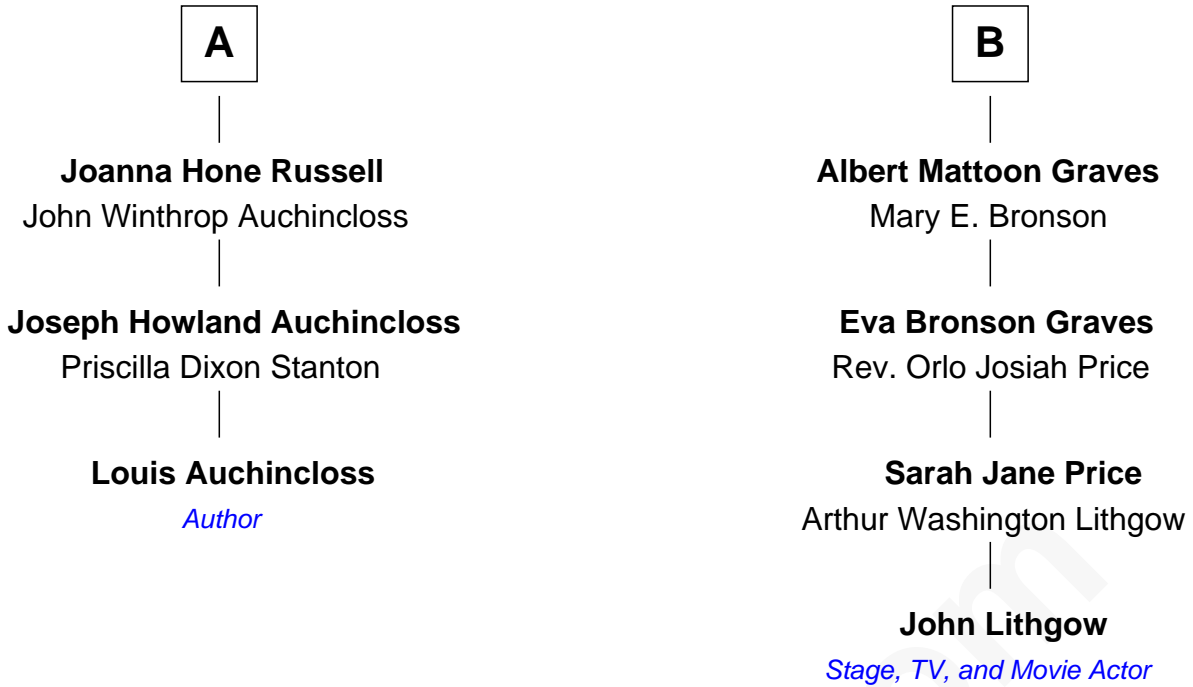 A
Joanna Hone Russell
John Winthrop Auchincloss
Joseph Howland Auchincloss
Priscilla Dixon Stanton
Louis Auchincloss
Author
B
Albert Mattoon Graves
Mary E. Bronson
Eva Bronson Graves
Rev. Orlo Josiah Price
Sarah Jane Price
Arthur Washington Lithgow
John Lithgow
Stage, TV, and Movie Actor